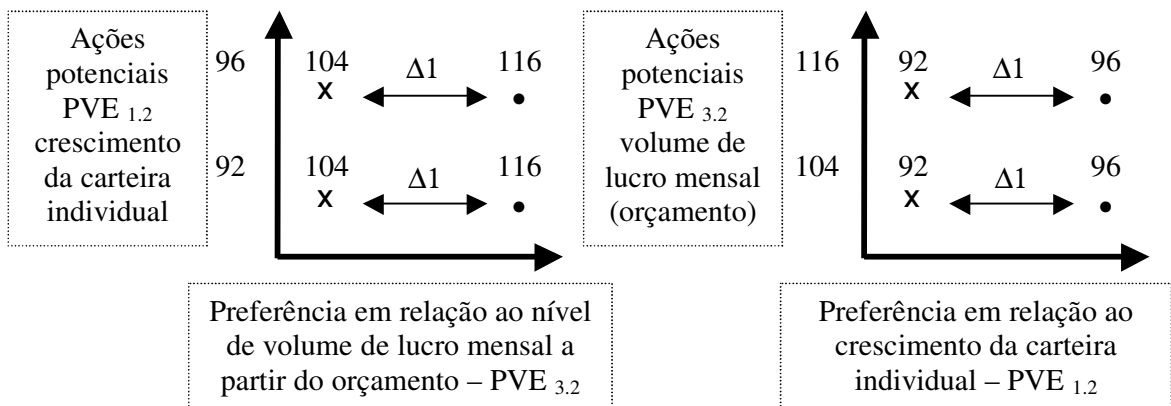 Ações
potenciais
PVE 1.2
crescimento
da carteira
individual
96 104 Δ1 116
x •
92 104 Δ1 116
x •
Preferência em relação ao nível
de volume de lucro mensal a
partir do orçamento – PVE 3.2
Ações
potenciais
PVE 3.2
volume de
lucro mensal
(orçamento)
116 92 Δ1 96
x •
104 92 Δ1 96
x •
Preferência em relação ao
crescimento da carteira
individual – PVE 1.2